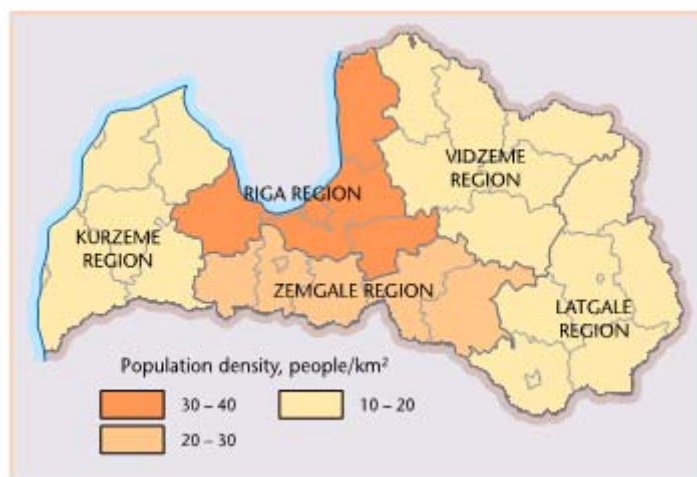 RIGA REGION
VIDZEME
REGION
KURZEME
REGION
ZEMGALE REGION
LATGALE
REGION
Population density, people/km²
30 – 40
10 – 20
20 – 30